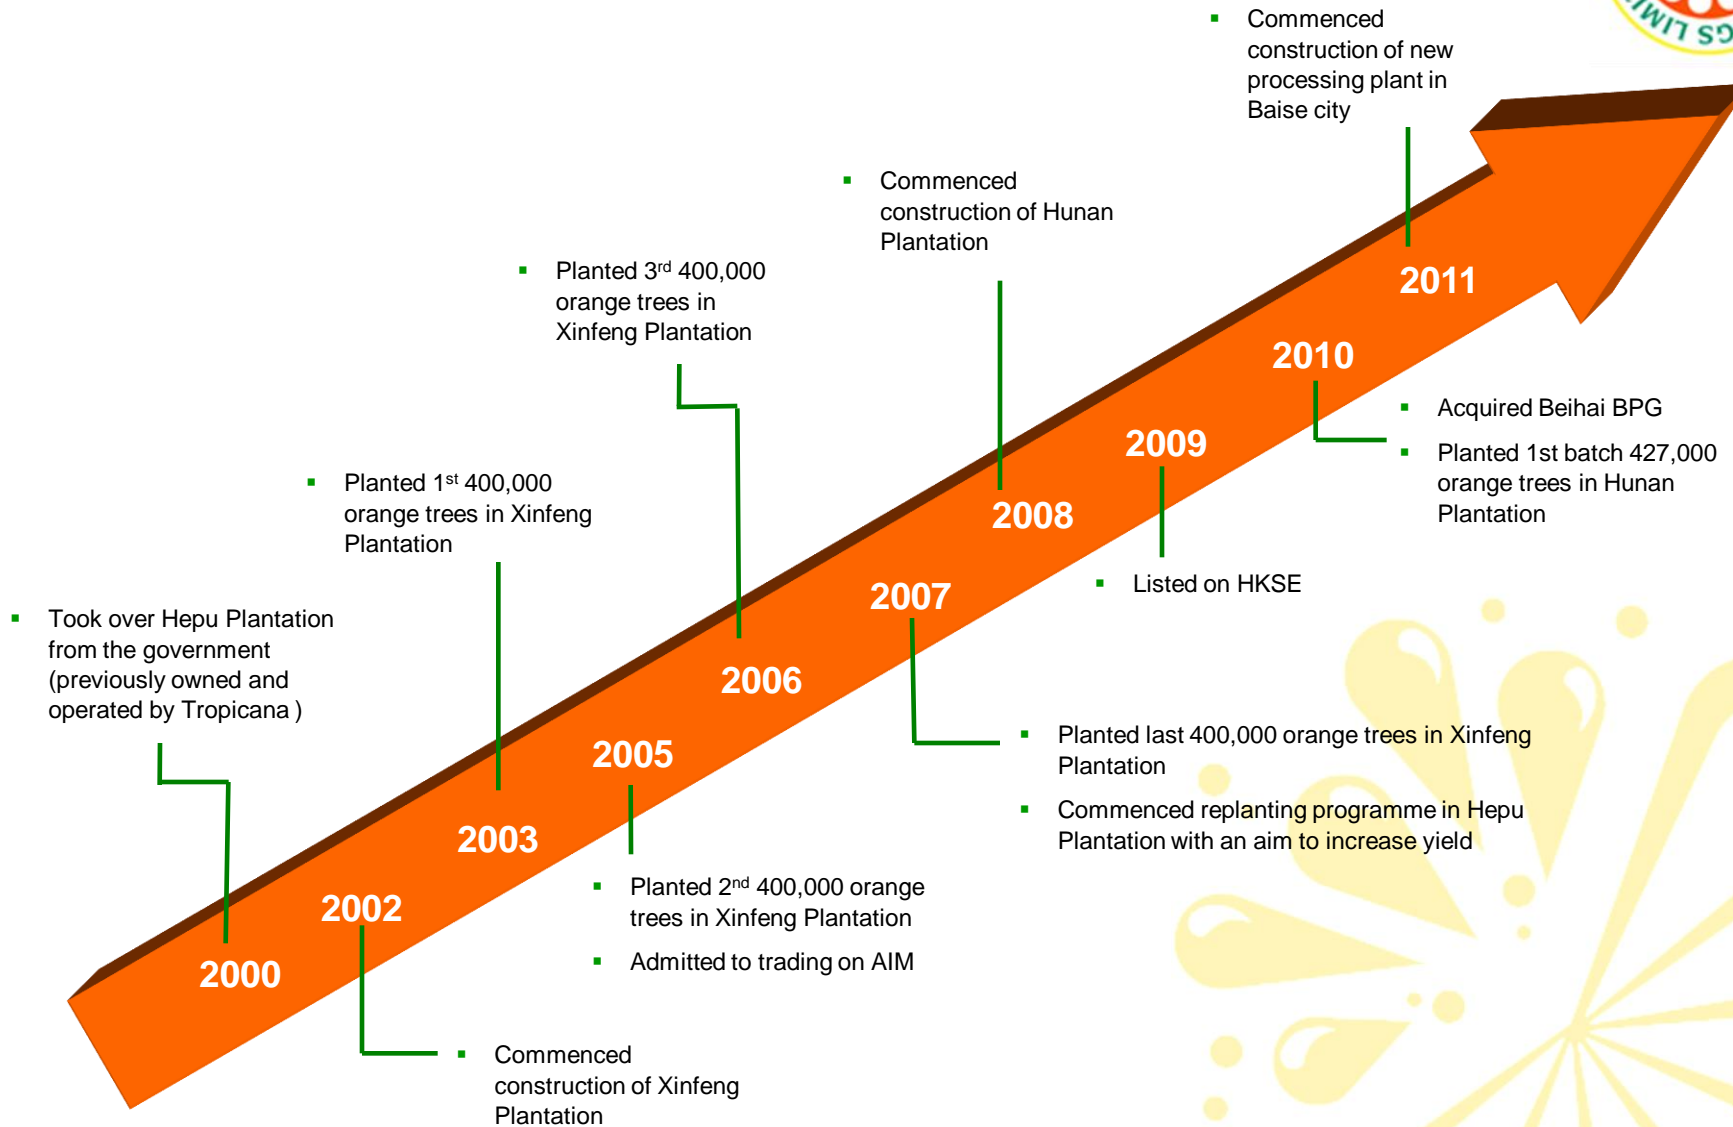 ▪ Commenced
construction of new
processing plant in
Baise city
GS LIMI
▪ Commenced
construction of Hunan
Plantation
▪ Planted 3rd 400,000
orange trees in
Xinfeng Plantation
▪ Planted 1st 400,000
orange trees in Xinfeng
Plantation
▪ Took over Hepu Plantation
from the government
(previously owned and
operated by Tropicana )
2011
2010
2009
2008
2007
2006
2005
2003
2002
2000
▪ Acquired Beihai BPG
▪ Planted 1st batch 427,000
orange trees in Hunan
Plantation
▪ Listed on HKSE
▪ Planted last 400,000 orange trees in Xinfeng
Plantation
▪ Commenced replanting programme in Hepu
Plantation with an aim to increase yield
▪ Planted 2nd 400,000 orange
trees in Xinfeng Plantation
▪ Admitted to trading on AIM
▪ Commenced
construction of Xinfeng
Plantation